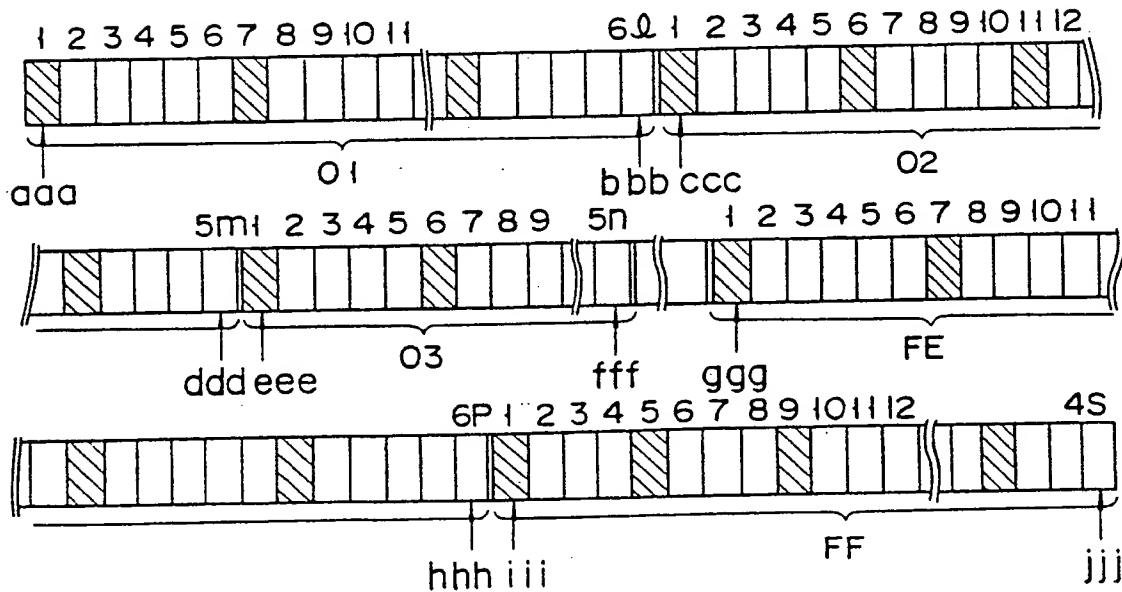 1 2 3 4 5 6 7 8 9 10 11 6ℓ 1 2 3 4 5 6 7 8 9 10 11 12
01 02
aaa bbb ccc
5m 1 2 3 4 5 6 7 8 9 5n 1 2 3 4 5 6 7 8 9 10 11
03 FE
ddd eee fff ggg
6P 1 2 3 4 5 6 7 8 9 10 11 12 4S
FF
hhh iii jjj